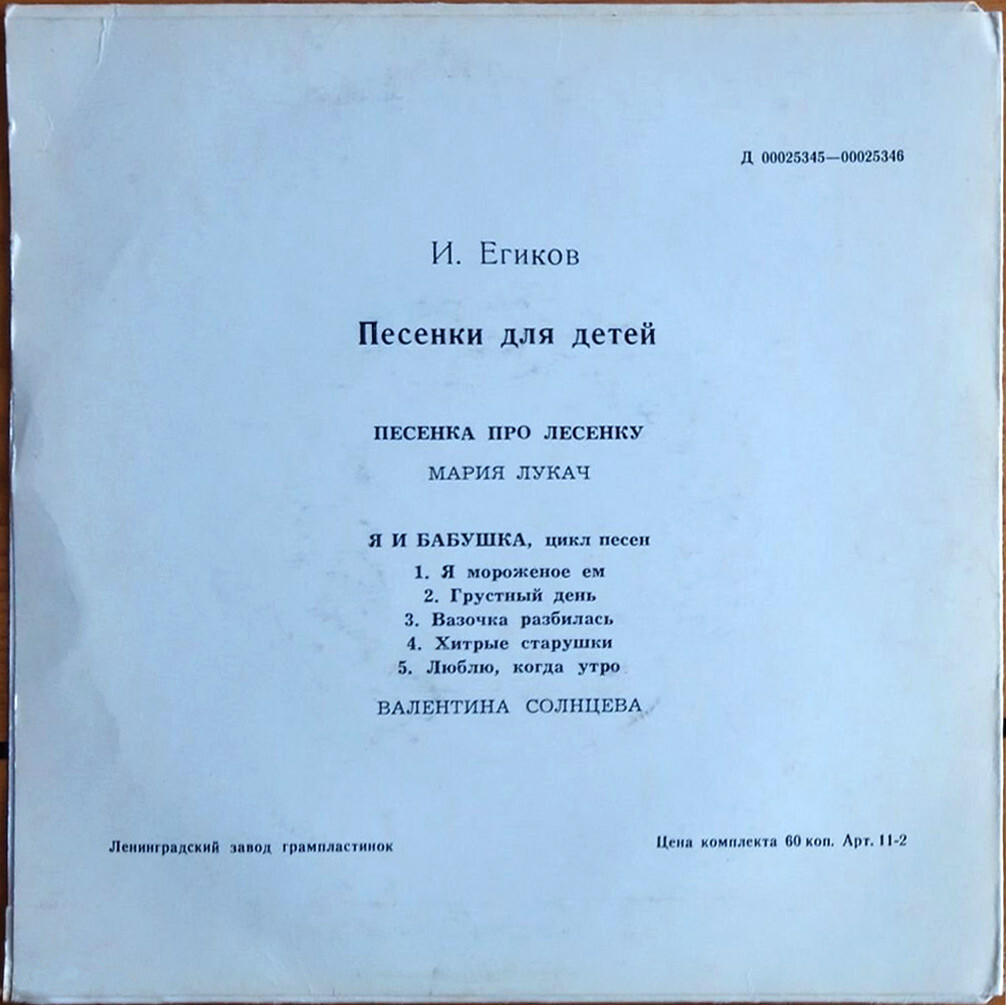 Д 00025345—00025346
И. Егиков
Песенки для детей
ПЕСЕНКА ПРО ЛЕСЕНКУ
МАРИЯ ЛУКАЧ
Я И БАБУШКА, цикл песен
1. Я мороженое ем
2. Грустный день
3. Вазочка разбилась
4. Хитрые старушки
5. Люблю, когда утро
ВАЛЕНТИНА СОЛНЦЕВА
Ленинградский завод грампластинок
Цена комплекта 60 коп. Арт. 11-2